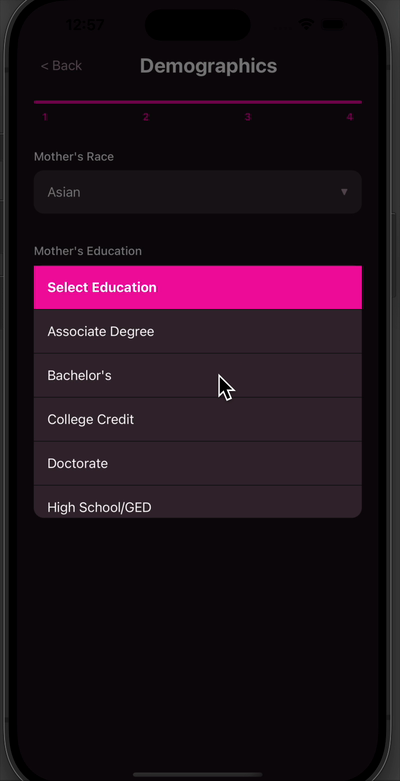 12:57
< Back
Demographics
1
2
3
4
Mother's Race
Asian
Mother's Education
Select Education
Associate Degree
Bachelor's
College Credit
Doctorate
High School/GED